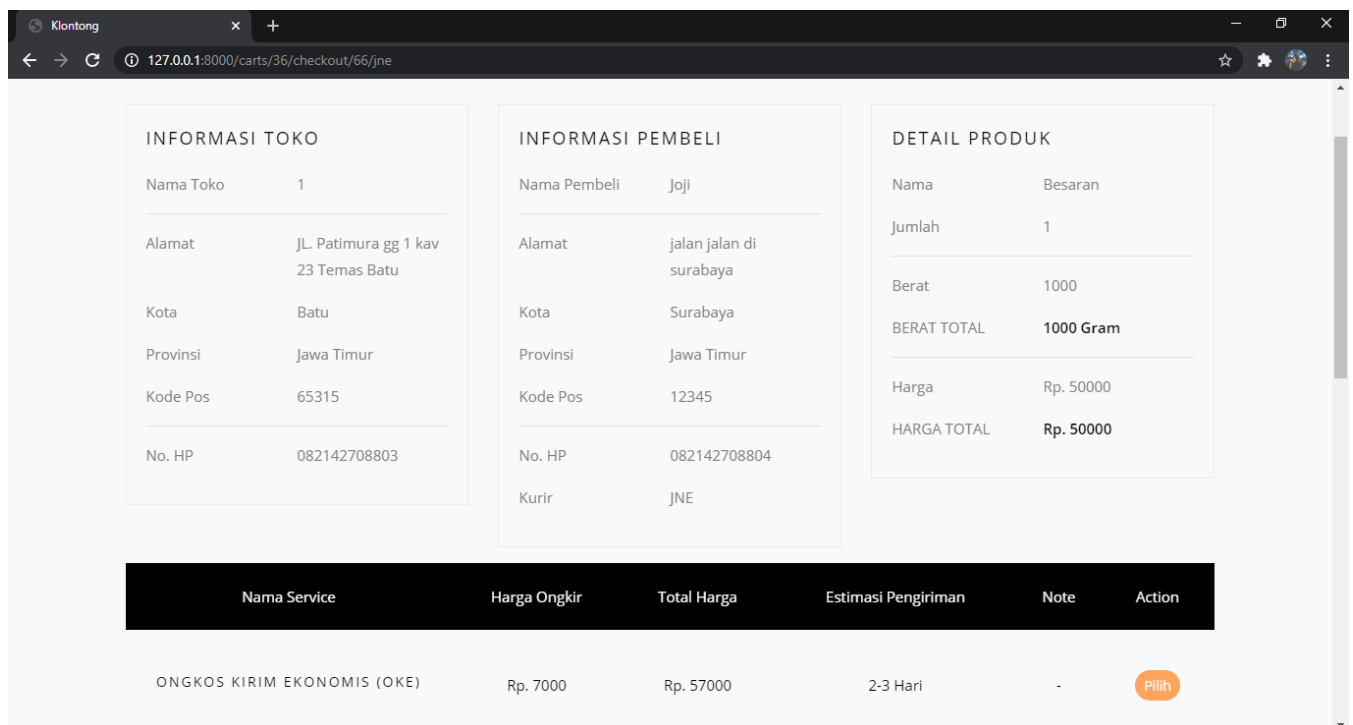 Klontong
127.0.0.1:8000/carts/36/checkout/66/jne
INFORMASI TOKO
Nama Toko 1
Alamat JL. Patimura gg 1 kav
23 Temas Batu
Kota Batu
Provinsi Jawa Timur
Kode Pos 65315
No. HP 082142708803
INFORMASI PEMBELI
Nama Pembeli Joji
Alamat jalan jalan di
surabaya
Kota Surabaya
Provinsi Jawa Timur
Kode Pos 12345
No. HP 082142708804
Kurir JNE
DETAIL PRODUK
Nama Besaran
Jumlah 1
Berat 1000
BERAT TOTAL 1000 Gram
Harga Rp. 50000
HARGA TOTAL Rp. 50000
Nama Service Harga Ongkir Total Harga Estimasi Pengiriman Note Action
ONGKOS KIRIM EKONOMIS (OKE) Rp. 7000 Rp. 57000 2-3 Hari - Pilih